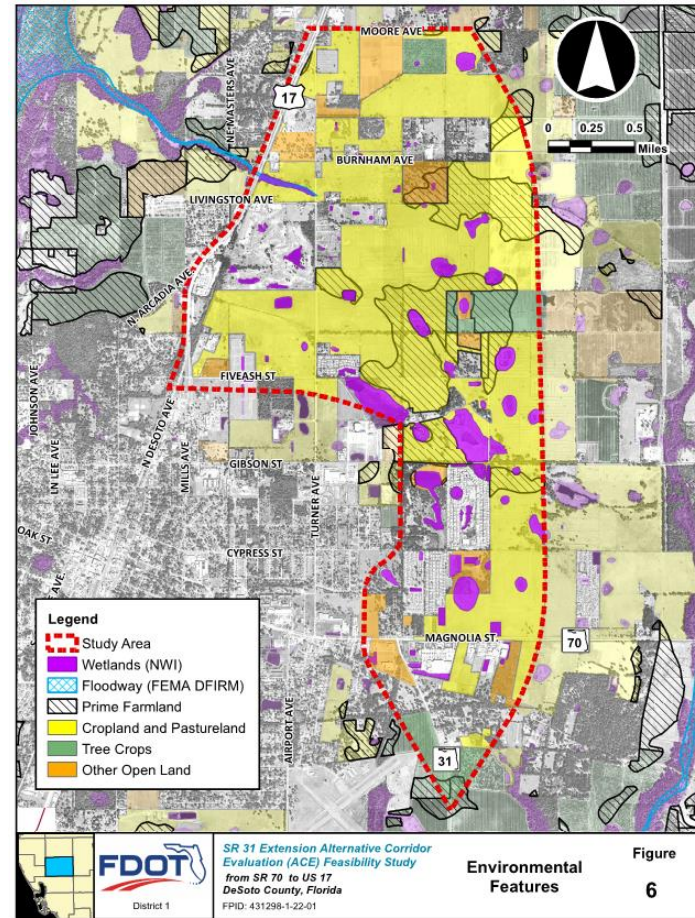 MOORE AVE
NE MASTERS AVE
17
0 0.25 0.5
Miles
BURNHAM AVE
LIVINGSTON AVE
N. ARCADIA AVE
FIVEASH ST
JOHNSON AVE
N DESOTO AVE
LN LEE AVE
MILLS AVE
GIBSON ST
TURNER AVE
OAK ST
CYPRESS ST
AVE
MAGNOLIA ST
70
AIRPORT AVE
31
Legend
Study Area
Wetlands (NWI)
Floodway (FEMA DFIRM)
Prime Farmland
Cropland and Pastureland
Tree Crops
Other Open Land
FDOT
District 1
SR 31 Extension Alternative Corridor
Evaluation (ACE) Feasibility Study
from SR 70 to US 17
DeSoto County, Florida
FPID: 431298-1-22-01
Environmental
Features
Figure
6